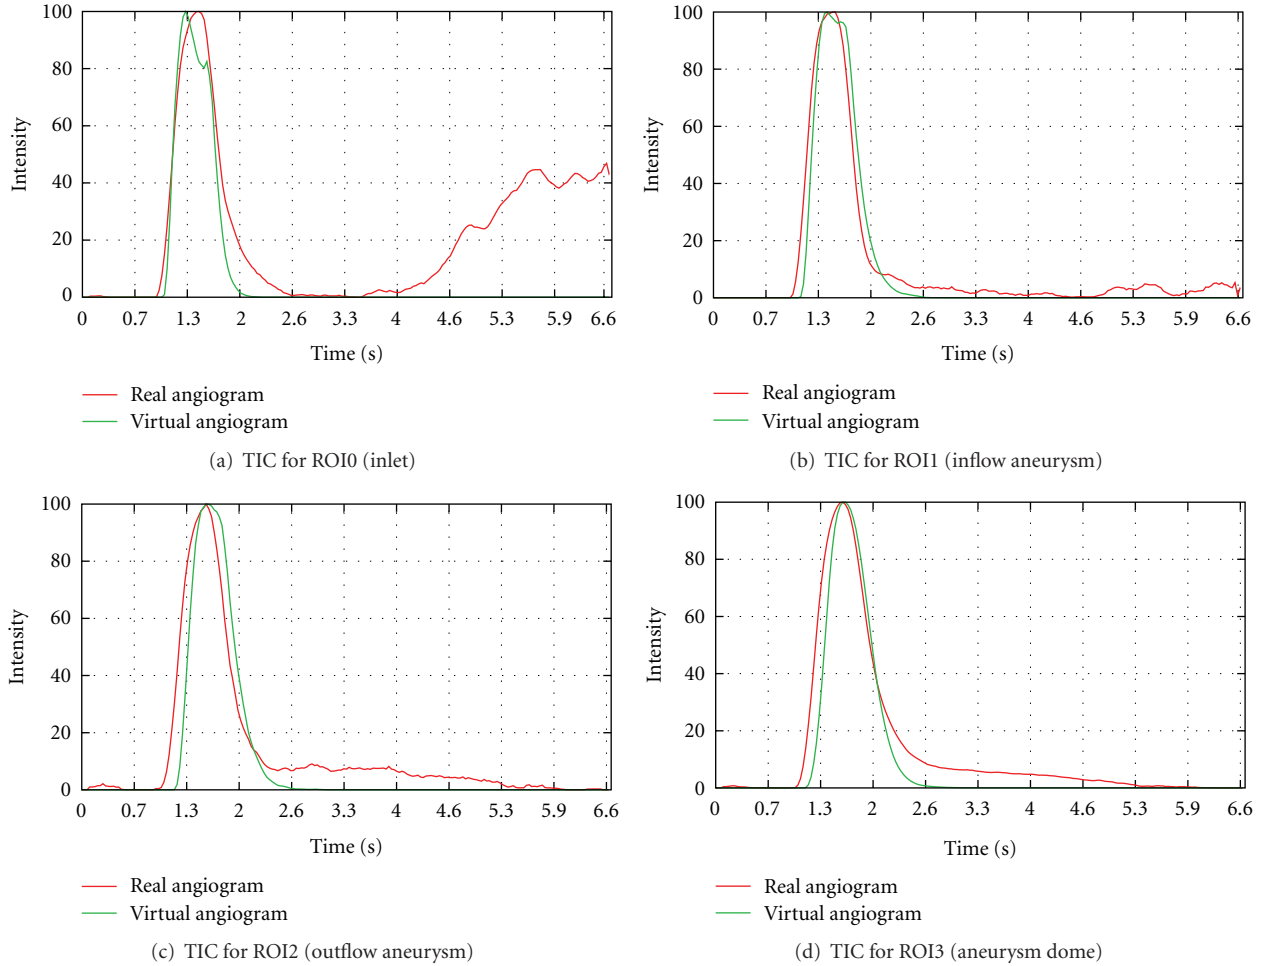 100
80
60
40
20
0
Intensity
0 0.7 1.3 2 2.6 3.3 4 4.6 5.3 5.9 6.6
Time (s)
Real angiogram
Virtual angiogram
(a) TIC for ROI0 (inlet)
100
80
60
40
20
0
Intensity
0 0.7 1.3 2 2.6 3.3 4 4.6 5.3 5.9 6.6
Time (s)
Real angiogram
Virtual angiogram
(b) TIC for ROI1 (inflow aneurysm)
100
80
60
40
20
0
Intensity
0 0.7 1.3 2 2.6 3.3 4 4.6 5.3 5.9 6.6
Time (s)
Real angiogram
Virtual angiogram
(c) TIC for ROI2 (outflow aneurysm)
100
80
60
40
20
0
Intensity
0 0.7 1.3 2 2.6 3.3 4 4.6 5.3 5.9 6.6
Time (s)
Real angiogram
Virtual angiogram
(d) TIC for ROI3 (aneurysm dome)